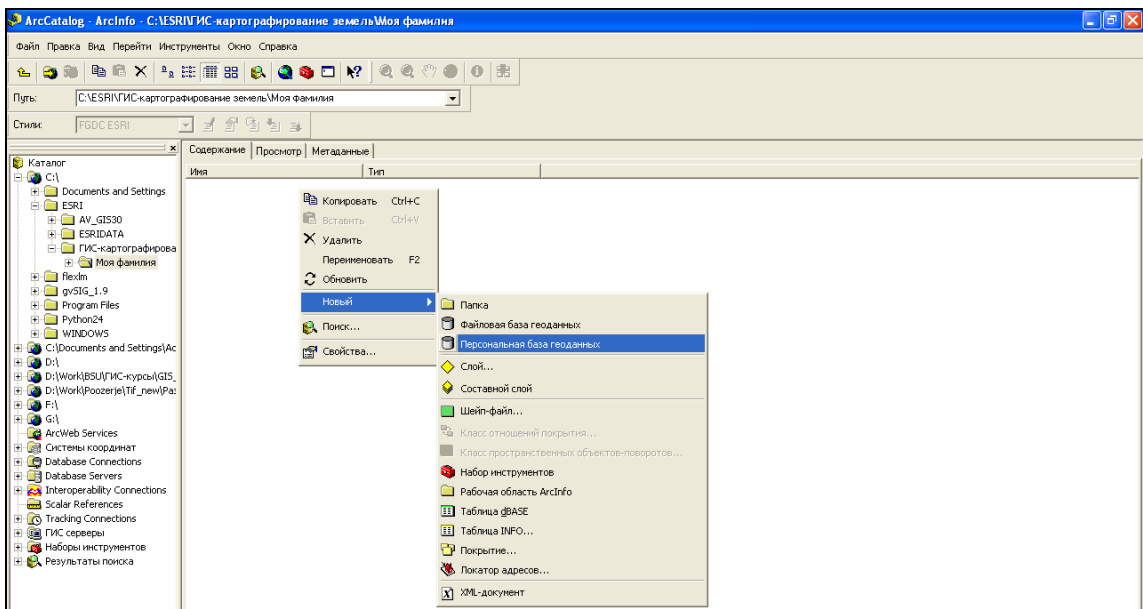 ArcCatalog - ArcInfo - C:\ESRI\ГИС-картографирование земель\Моя фамилия
Файл Правка Вид Перейти Инструменты Окно Справка
Путь: C:\ESRI\ГИС-картографирование земель\Моя фамилия
Стили: FGDC ESRI
Каталог
C:\
Documents and Settings
ESRI
AV_GIS30
ESRIDATA
ГИС-картографирова
Моя фамилия
flexlm
gvSIG_1.9
Program Files
Python24
WINDOWS
C:\Documents and Settings\Ac
D:\
D:\Work\BSU\ГИС-курсы\GIS_
D:\Work\Poozerje\Tif_new\Раз
F:\
G:\
ArcWeb Services
Системы координат
Database Connections
Database Servers
Interoperability Connections
Scalar References
Tracking Connections
ГИС серверы
Наборы инструментов
Результаты поиска
Содержание Просмотр Метаданные
Имя Тип
Копировать Ctrl+C
Вставить Ctrl+V
Удалить
Переименовать F2
Обновить
Новый
Поиск...
Свойства...
Папка
Файловая база геоданных
Персональная база геоданных
Слой...
Составной слой
Шейп-файл...
Класс отношений покрытия...
Класс пространственных объектов-поворотов...
Набор инструментов
Рабочая область ArcInfo
Таблица dBASE
Таблица INFO...
Покрытие...
Локатор адресов...
XML-документ